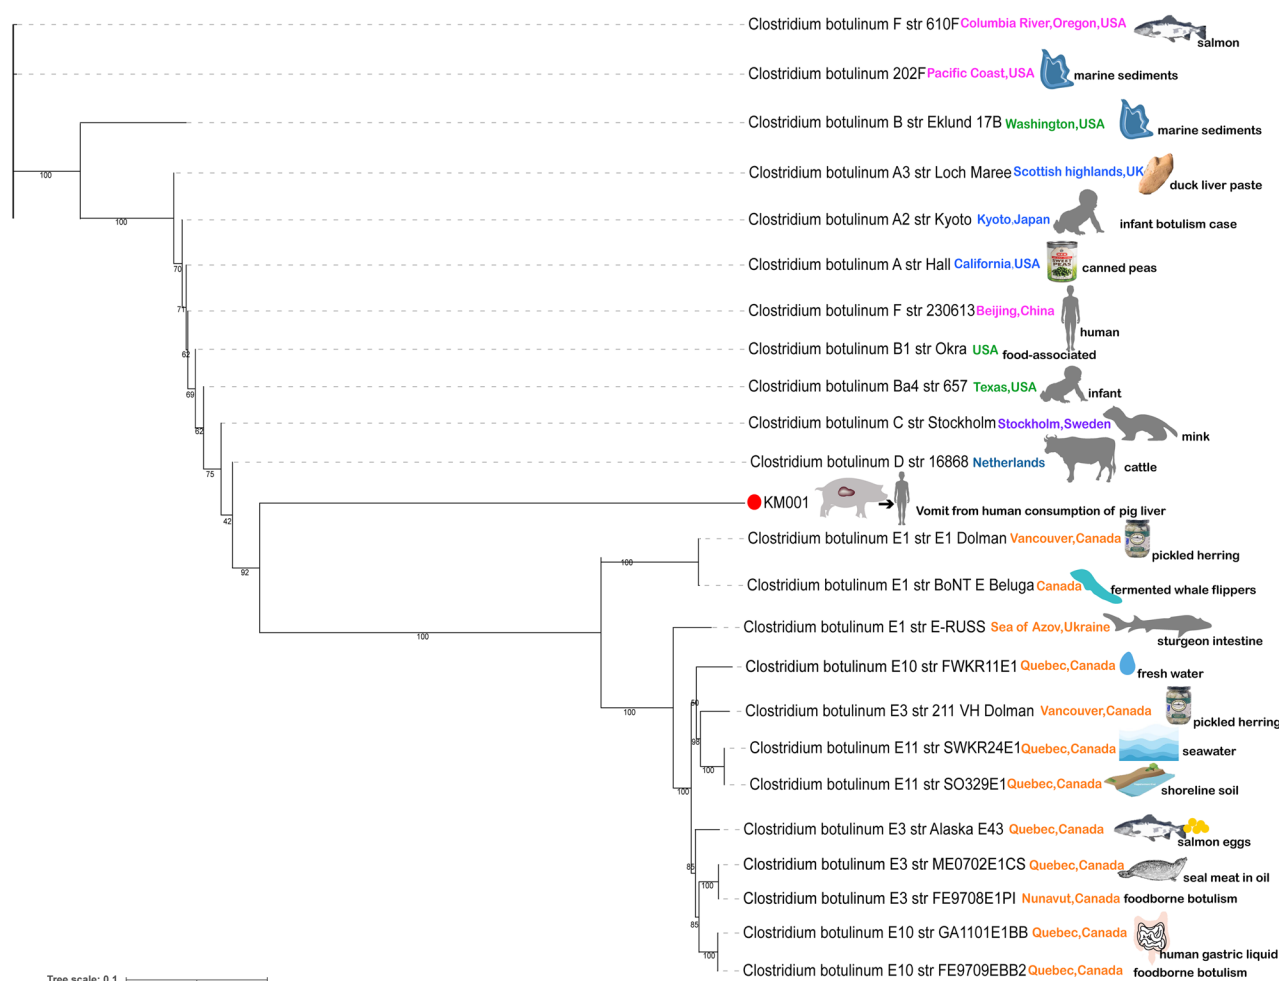 Clostridium botulinum F str 610F Columbia River,Oregon,USA
salmon
Clostridium botulinum 202F Pacific Coast,USA marine sediments
Clostridium botulinum B str Eklund 17B Washington,USA
marine sediments
100
Clostridium botulinum A3 str Loch Maree Scottish highlands,UK
duck liver paste
100
Clostridium botulinum A2 str Kyoto Kyoto,Japan
infant botulism case
70
Clostridium botulinum A str Hall California,USA
SWEET
PEAS
canned peas
71
Clostridium botulinum F str 230613 Beijing,China
human
62
Clostridium botulinum B1 str Okra USA food-associated
69
Clostridium botulinum Ba4 str 657 Texas,USA
infant
62
Clostridium botulinum C str Stockholm Stockholm,Sweden
mink
75
Clostridium botulinum D str 16868 Netherlands
cattle
42
KM001
Vomit from human consumption of pig liver
92
Clostridium botulinum E1 str E1 Dolman Vancouver,Canada
pickled herring
100
Clostridium botulinum E1 str BoNT E Beluga Canada
fermented whale flippers
100
Clostridium botulinum E1 str E-RUSS Sea of Azov,Ukraine
sturgeon intestine
100
Clostridium botulinum E10 str FWKR11E1 Quebec,Canada
fresh water
50
Clostridium botulinum E3 str 211 VH Dolman Vancouver,Canada
pickled herring
98
Clostridium botulinum E11 str SWKR24E1 Quebec,Canada
seawater
100
Clostridium botulinum E11 str SO329E1 Quebec,Canada
shoreline soil
100
Clostridium botulinum E3 str Alaska E43 Quebec,Canada
salmon eggs
85
Clostridium botulinum E3 str ME0702E1CS Quebec,Canada
seal meat in oil
100
Clostridium botulinum E3 str FE9708E1PI Nunavut,Canada foodborne botulism
85
Clostridium botulinum E10 str GA1101E1BB Quebec,Canada
human gastric liquid
100
Clostridium botulinum E10 str FE9709EBB2 Quebec,Canada foodborne botulism
Tree scale: 0.1